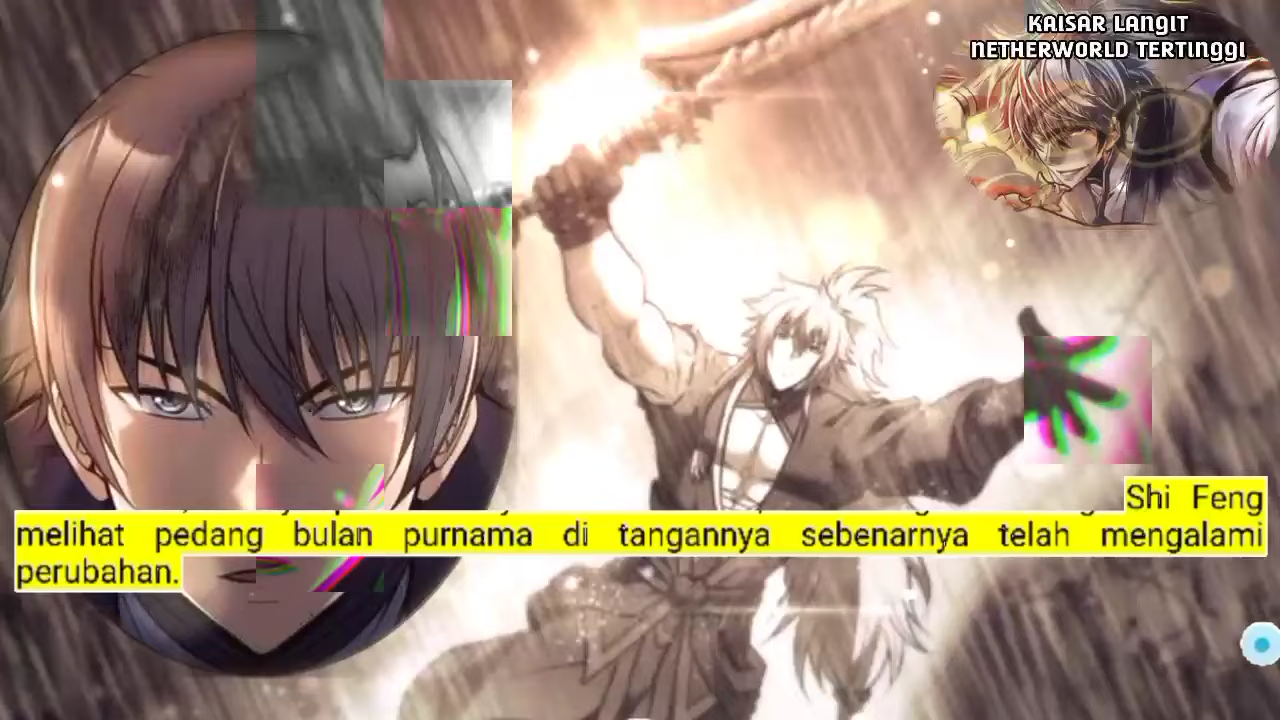 KAISAR LANGIT
NETHERWORLD TERTINGGI
Shi Feng
melihat pedang bulan purnama di tangannya sebenarnya telah mengalami
perubahan.